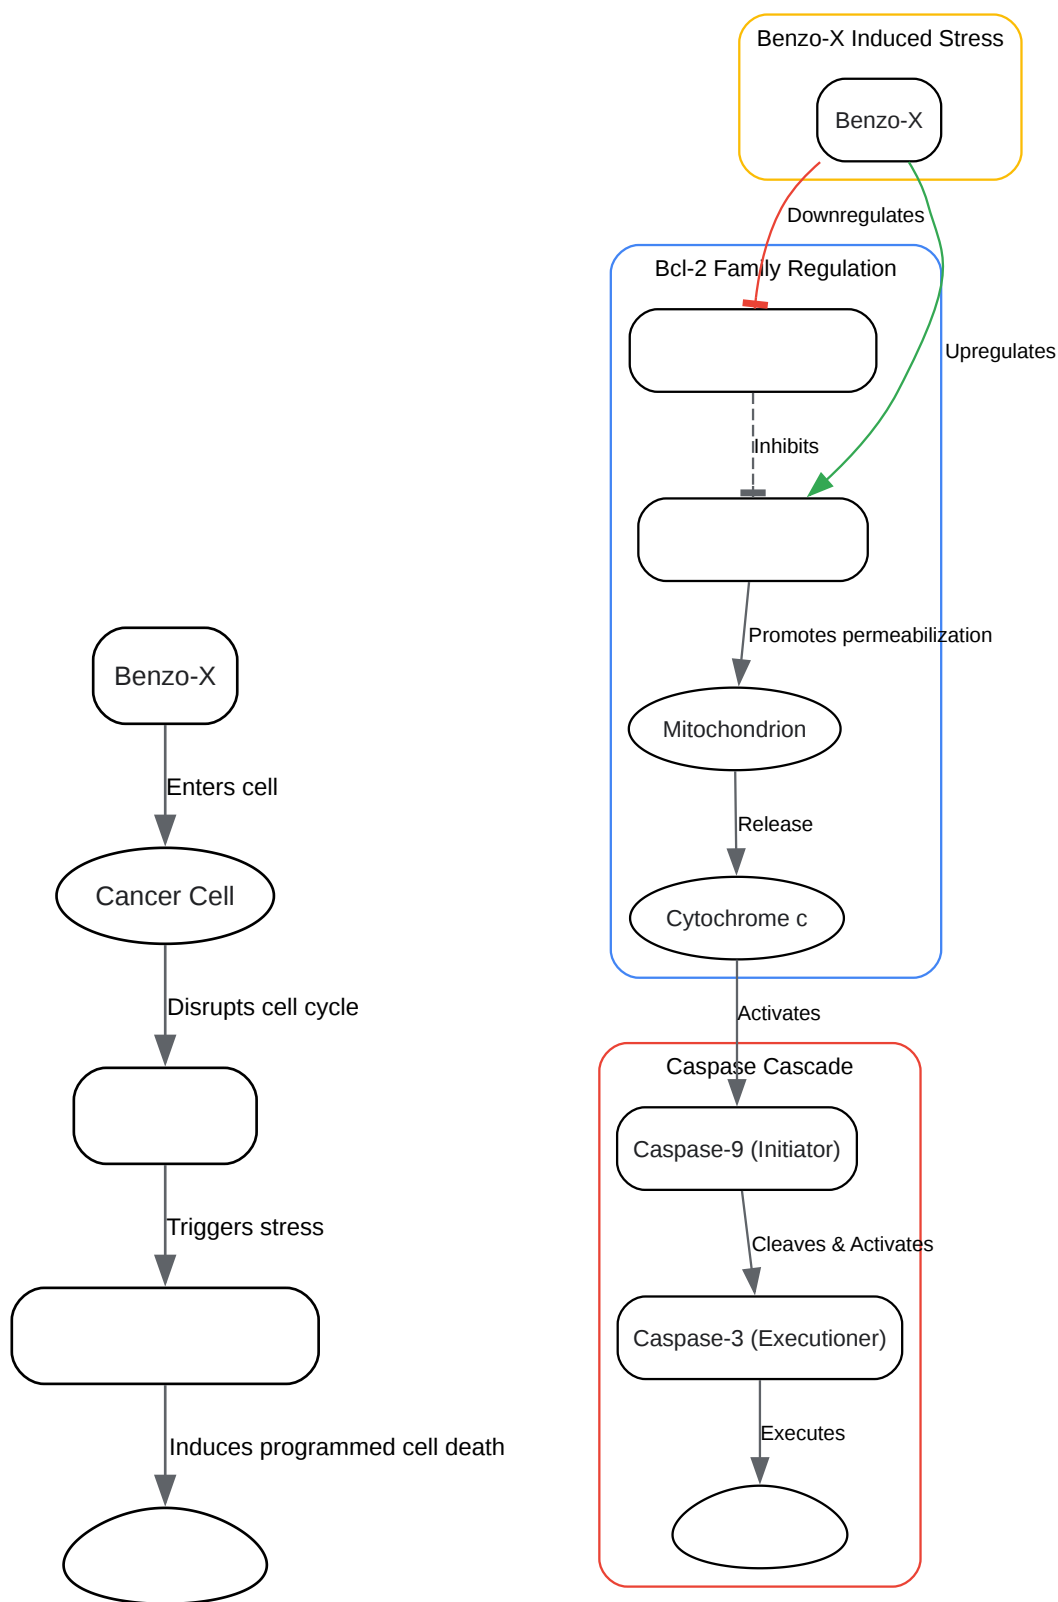 Benzo-X
Enters cell
Cancer Cell
Disrupts cell cycle
Triggers stress
Induces programmed cell death
Benzo-X Induced Stress
Benzo-X
Downregulates
Bcl-2 Family Regulation
Upregulates
Inhibits
Promotes permeabilization
Mitochondrion
Release
Cytochrome c
Activates
Caspase Cascade
Caspase-9 (Initiator)
Cleaves & Activates
Caspase-3 (Executioner)
Executes